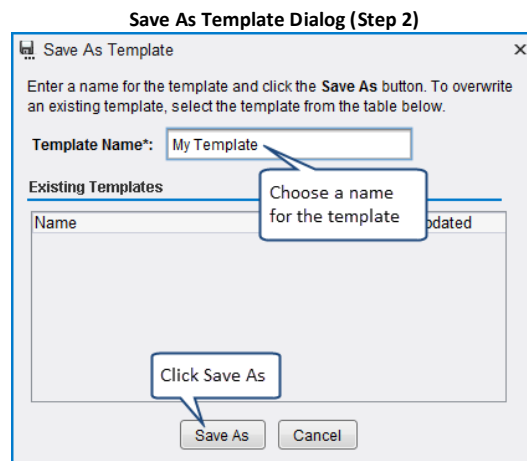 Save As Template Dialog (Step 2)
Save As Template
Enter a name for the template and click the Save As button. To overwrite
an existing template, select the template from the table below.
Template Name*: My Template
Choose a name
for the template
Existing Templates
Name
Click Save As
Save As Cancel